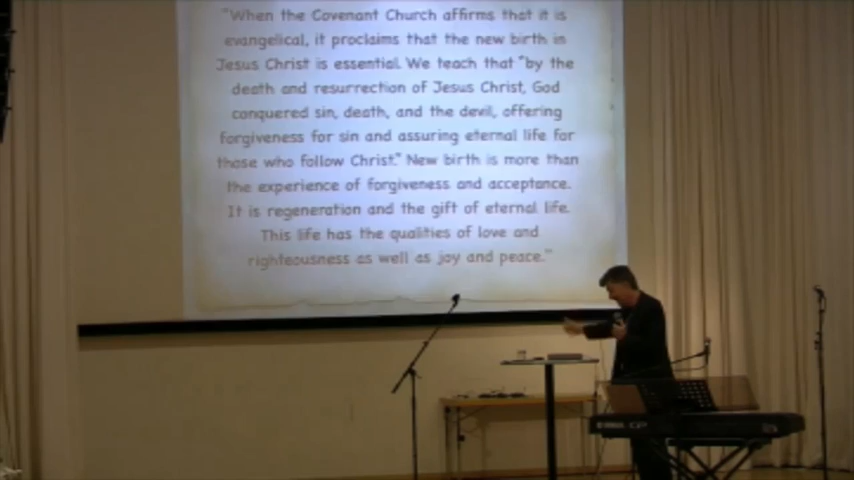 "When the Covenant Church affirms that it is
evangelical, it proclaims that the new birth in
Jesus Christ is essential. We teach that "by the
death and resurrection of Jesus Christ, God
conquered sin, death, and the devil, offering
forgiveness for sin and assuring eternal life for
those who follow Christ." New birth is more than
the experience of forgiveness and acceptance.
It is regeneration and the gift of eternal life.
This life has the qualities of love and
righteousness as well as joy and peace."